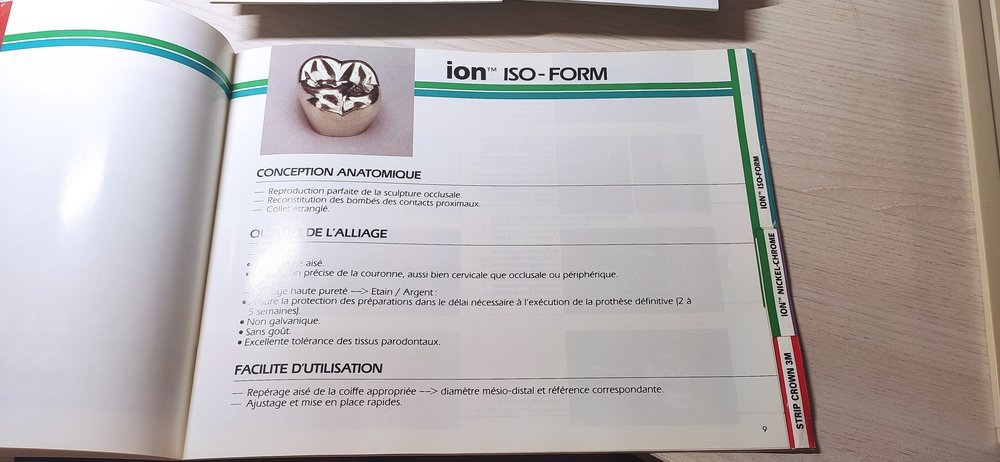 ion™ ISO-FORM
CONCEPTION ANATOMIQUE
— Reproduction parfaite de la sculpture occlusale.
— Reconstitution des bombés des contacts proximaux.
— Collet étranglé.
DE L'ALLIAGE
aisé.
précise de la couronne, aussi bien cervicale que occlusale ou périphérique.
haute pureté ––> Etain / Argent :
• Assure la protection des préparations dans le délai nécessaire à l'exécution de la prothèse définitive (2 à
5 semaines).
• Non galvanique.
• Sans goût.
• Excellente tolérance des tissus parodontaux.
FACILITE D'UTILISATION
— Repérage aisé de la coiffe appropriée ––> diamètre mésio-distal et référence correspondante.
— Ajustage et mise en place rapides.
9
ION™ ISO-FORM
ION™ NICKEL-CHROME
STRIP CROWN 3M